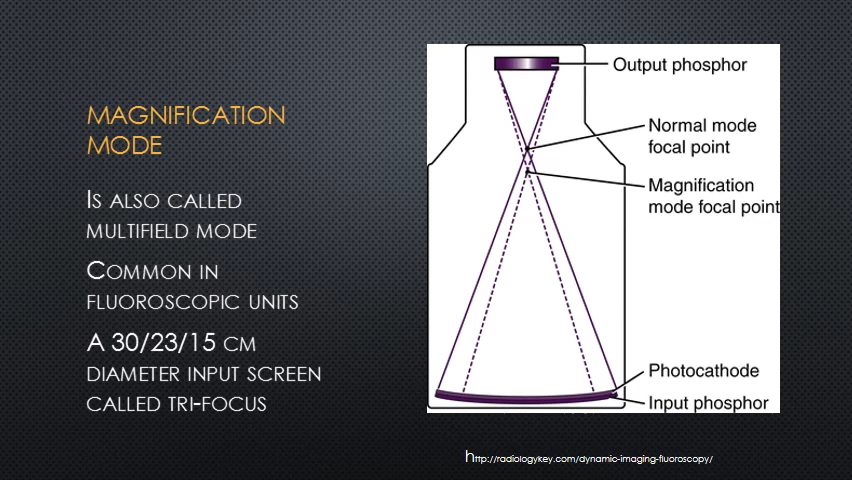 MAGNIFICATION
MODE
IS ALSO CALLED
MULTIFIELD MODE
COMMON IN
FLUOROSCOPIC UNITS
A 30/23/15 CM
DIAMETER INPUT SCREEN
CALLED TRI-FOCUS
Output phosphor
Normal mode
focal point
Magnification
mode focal point
Photocathode
Input phosphor
http://radiologykey.com/dynamic-imaging-fluoroscopy/